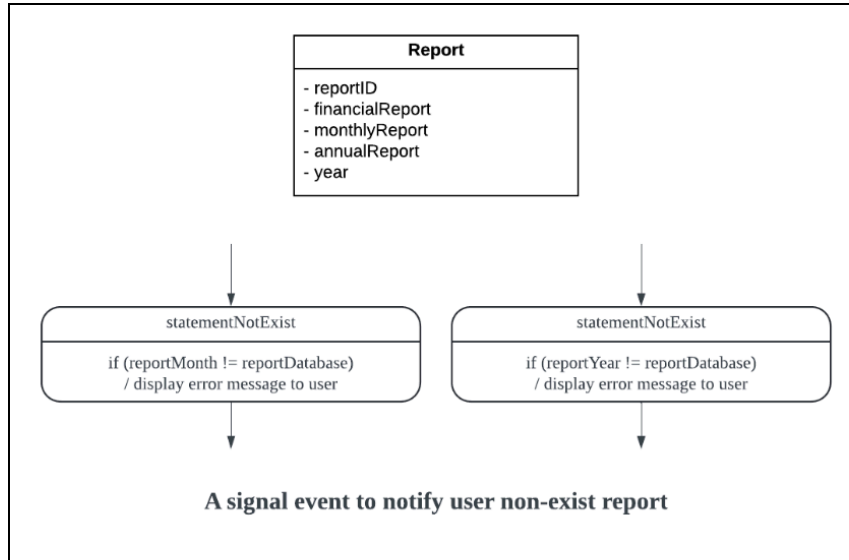 Report
- reportID
- financialReport
- monthlyReport
- annualReport
- year
statementNotExist
if (reportMonth != reportDatabase)
/ display error message to user
statementNotExist
if (reportYear != reportDatabase)
/ display error message to user
A signal event to notify user non-exist report